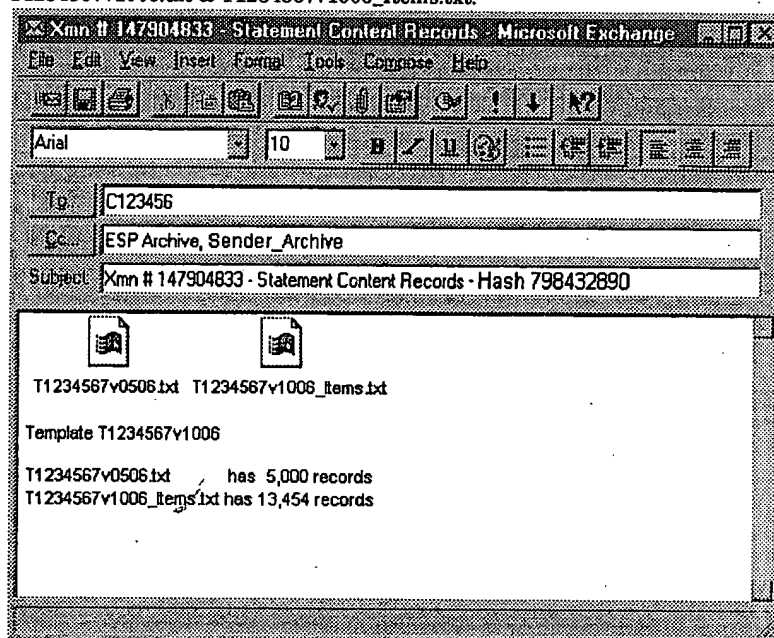 Xmn # 147904833 - Statement Content Records - Microsoft Exchange
File Edit View Insert Format Tools Compose Help
Arial 10 B I U
To... C123456
Cc... ESP Archive, Sender_Archive
Subject: Xmn # 147904833 - Statement Content Records - Hash 798432890
T1234567v0506.txt T1234567v1006_Items.txt
Template T1234567v1006
T1234567v0506.txt has 5,000 records
T1234567v1006_Items.txt has 13,454 records